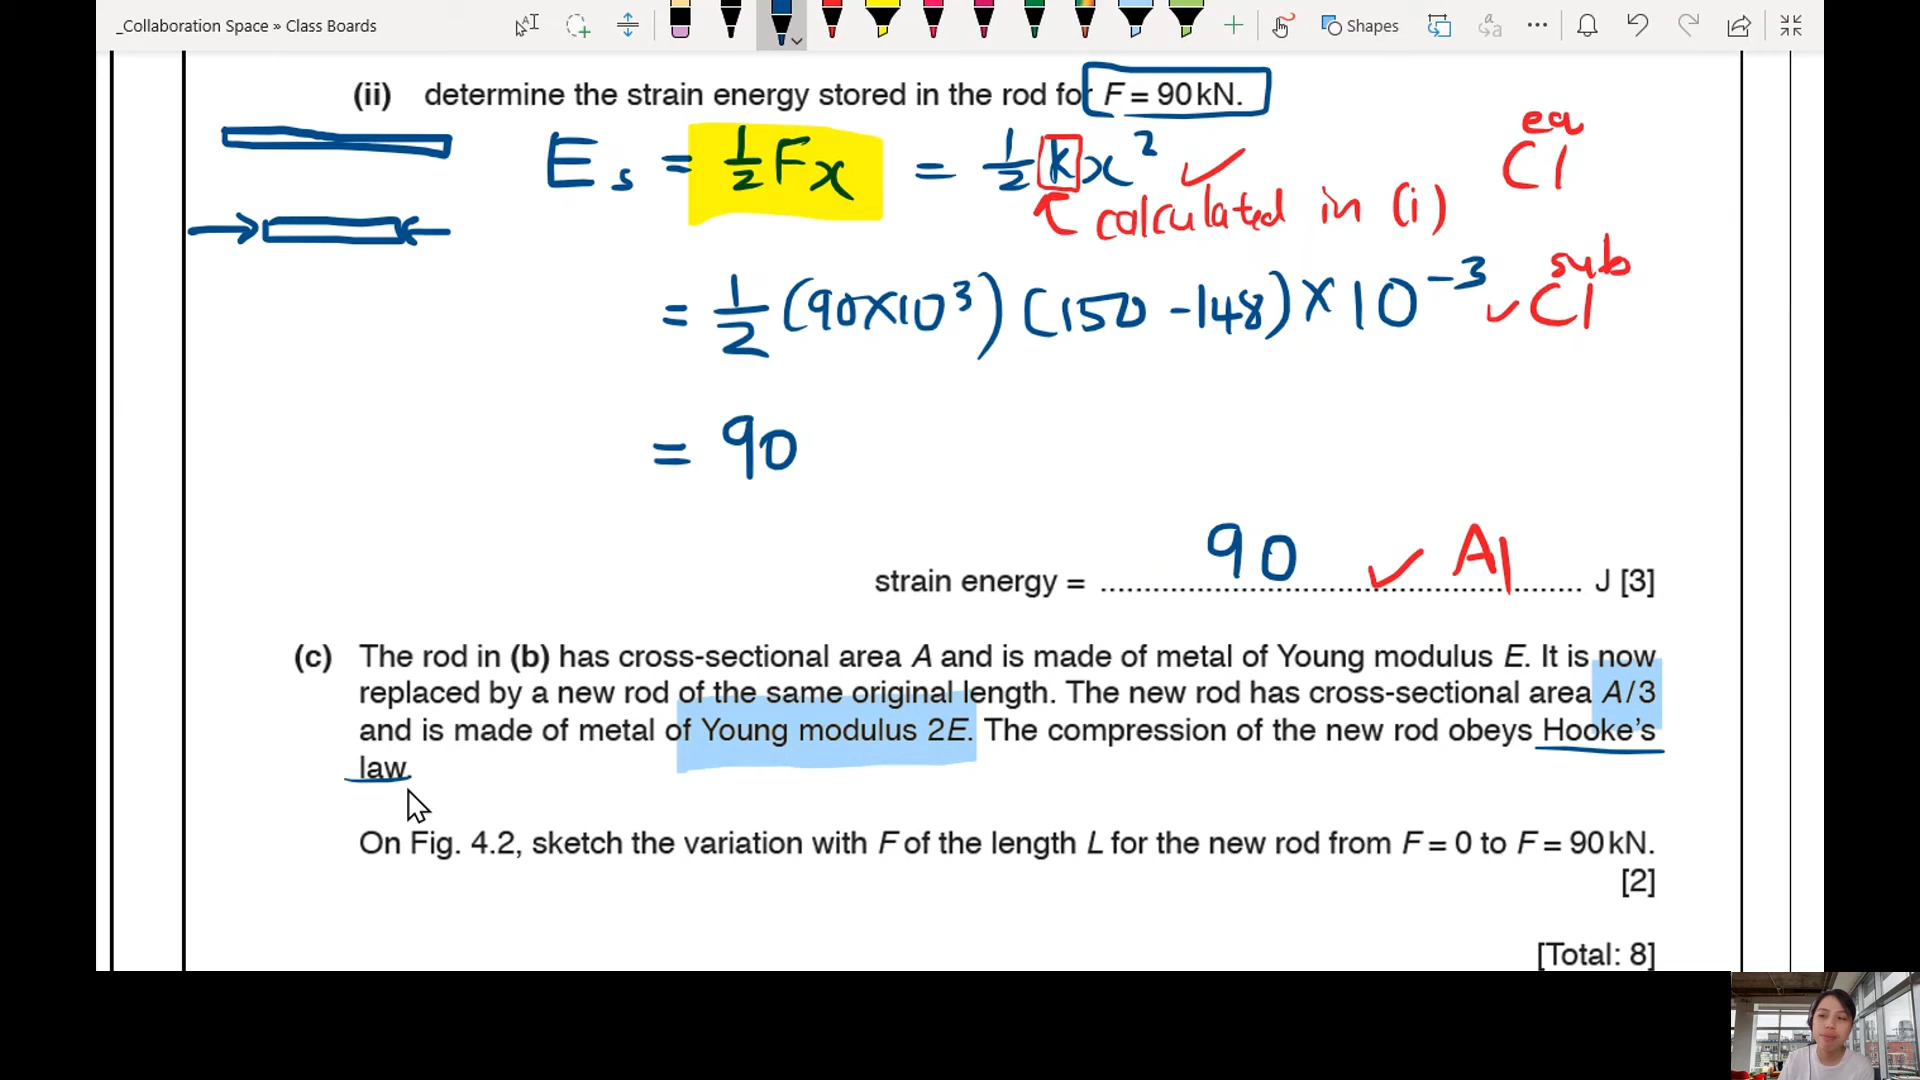 _Collaboration Space » Class Boards
Shapes
(ii) determine the strain energy stored in the rod for F = 90 kN.
E s = 1/2 Fx = 1/2 kx² ✓
eq
C1
calculated in (i)
= 1/2 (90×10³) (150 - 148) × 10⁻³ ✓
sub
C1
= 90
90 ✓ A1
strain energy = ........................................................ J [3]
(c) The rod in (b) has cross-sectional area A and is made of metal of Young modulus E. It is now
replaced by a new rod of the same original length. The new rod has cross-sectional area A/3
and is made of metal of Young modulus 2E. The compression of the new rod obeys Hooke's
law.
On Fig. 4.2, sketch the variation with F of the length L for the new rod from F = 0 to F = 90 kN.
[2]
[Total: 8]